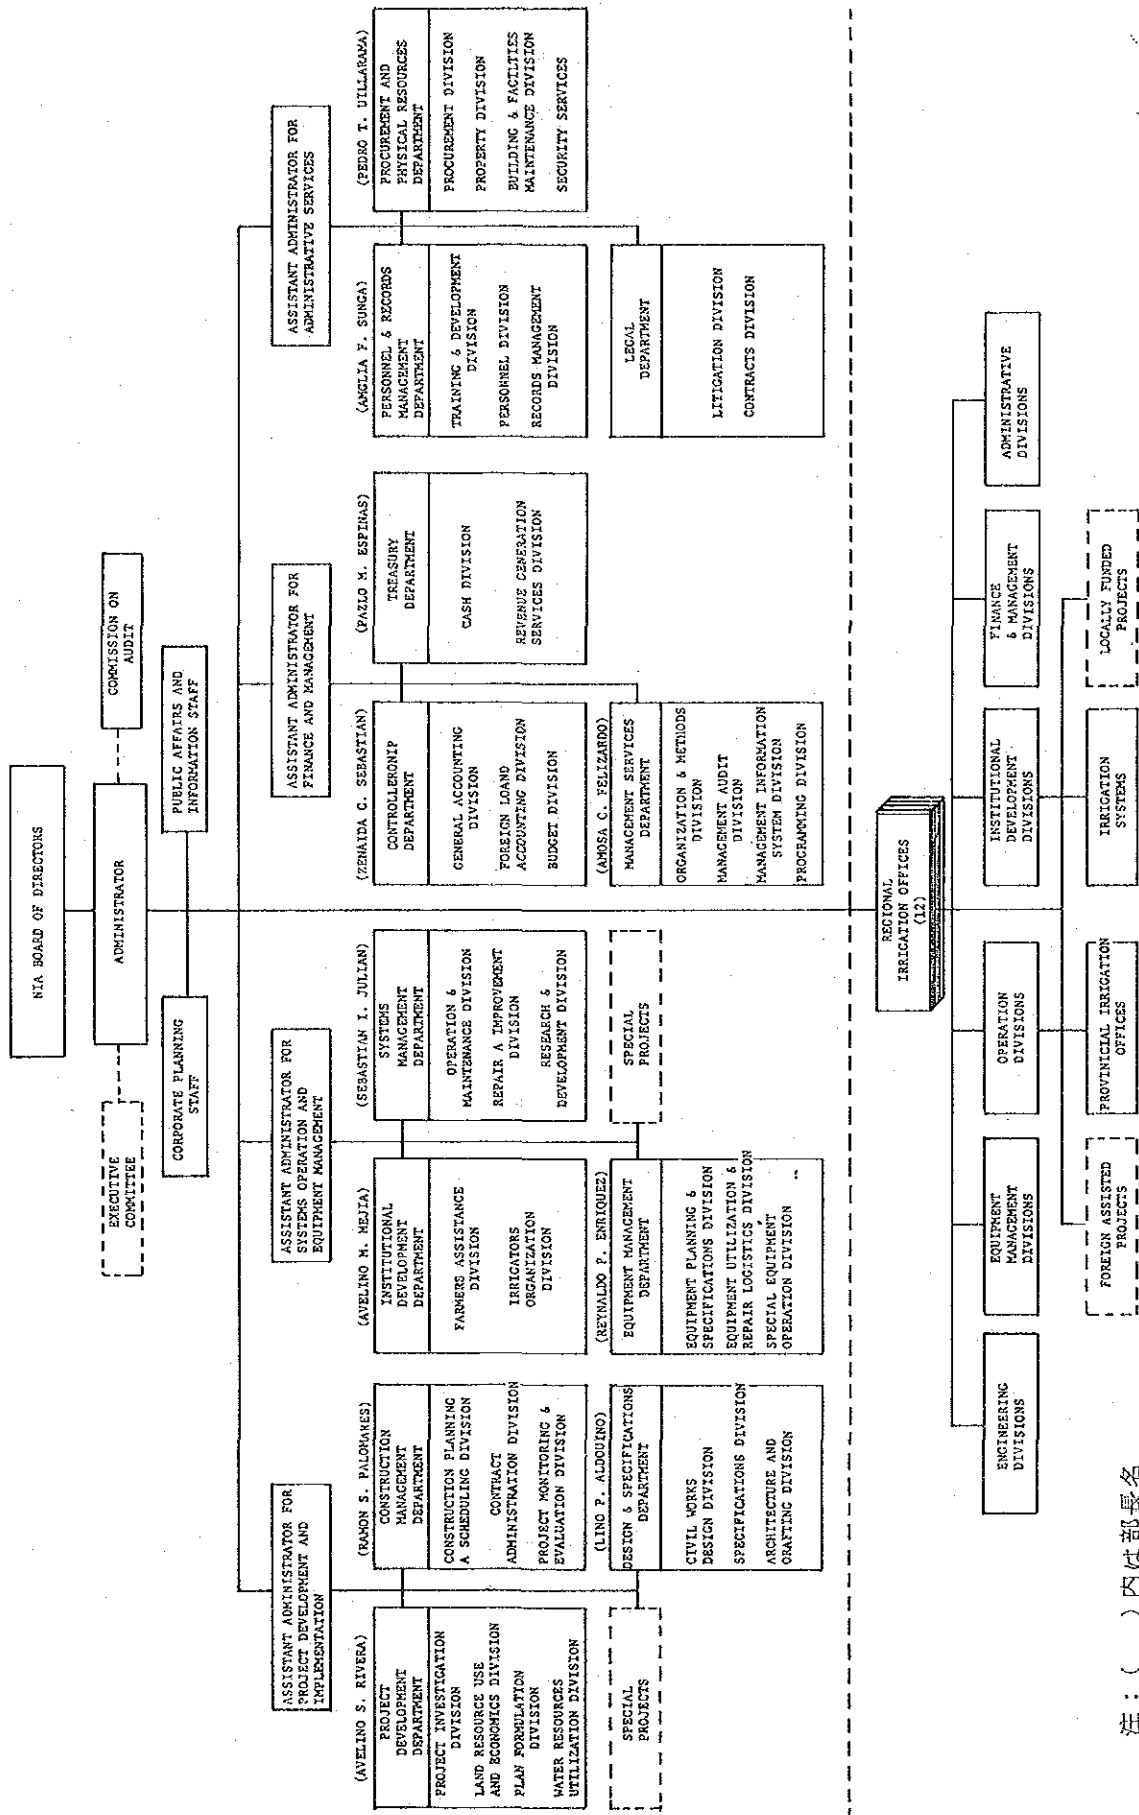 NIA BOARD OF DIRECTORS
EXECUTIVE
COMMITTEE
ADMINISTRATOR
COMMISSION ON
AUDIT
CORPORATE PLANNING
STAFF
PUBLIC AFFAIRS AND
INFORMATION STAFF
ASSISTANT ADMINISTRATOR FOR
PROJECT DEVELOPMENT AND
IMPLEMENTATION
ASSISTANT ADMINISTRATOR FOR
SYSTEMS OPERATION AND
EQUIPMENT MANAGEMENT
ASSISTANT ADMINISTRATOR FOR
FINANCE AND MANAGEMENT
ASSISTANT ADMINISTRATOR FOR
ADMINISTRATIVE SERVICES
(AVELINO S. RIVERA)
PROJECT
DEVELOPMENT
DEPARTMENT
PROJECT INVESTIGATION
DIVISION
LAND RESOURCE USE
AND ECONOMICS DIVISION
PLAN FORMULATION
DIVISION
WATER RESOURCES
UTILIZATION DIVISION
(RAMON S. PALOMARES)
CONSTRUCTION
MANAGEMENT
DEPARTMENT
CONSTRUCTION PLANNING
A SCHEDULING DIVISION
CONTRACT
ADMINISTRATION DIVISION
PROJECT MONITORING &
EVALUATION DIVISION
(AVELINO M. MEJIA)
INSTITUTIONAL
DEVELOPMENT
DEPARTMENT
FARMERS ASSISTANCE
DIVISION
IRRIGATORS
ORGANIZATION
DIVISION
(SEBASTIAN I. JULIAN)
SYSTEMS
MANAGEMENT
DEPARTMENT
OPERATION &
MAINTENANCE DIVISION
REPAIR A IMPROVEMENT
DIVISION
RESEARCH &
DEVELOPMENT DIVISION
(ZENAIDA C. SEBASTIAN)
CONTROLLERONIP
DEPARTMENT
GENERAL ACCOUNTING
DIVISION
FOREIGN LOAND
ACCOUNTING DIVISION
BUDGET DIVISION
(PAZLO M. ESPINAS)
TREASURY
DEPARTMENT
CASH DIVISION
REVENUE CENERATION
SERVICES DIVISION
(AMGLIA F. SUNGA)
PERSONNEL & RECORDS
MANAGEMENT
DEPARTMENT
TRAINING & DEVELOPMENT
DIVISION
PERSONNEL DIVISION
RECORDS MANAGEMENT
DIVISION
(PEDRO T. UILLARAMA)
PROCUREMENT AND
PHYSICAL RESOURCES
DEPARTMENT
PROCUREMENT DIVISION
PROPERTY DIVISION
BUILDING & FACILTIES
MAINTENANCE DIVISION
SECURITY SERVICES
SPECIAL
PROJECTS
(LINO P. ALDOUINO)
DESIGN & SPECIFICATIONS
DEPARTMENT
CIVIL WORKS
DESIGN DIVISION
SPECIFICATIONS DIVISION
ARCHITECTURE AND
ORAFTING DIVISION
(REYNALDO P. ENRIQUEZ)
EQUIPMENT MANAGEMENT
DEPARTMENT
EQUIPMENT PLANNING &
SPECIFICATIONS DIVISION
EQUIPMENT UTILIZATION &
REPAIR LOGISTICS DIVISION
SPECIAL EQUIPMENT
OPERATION DIVISION
SPECIAL
PROJECTS
(AMOSA C. FELIZARDO)
MANAGEMENT SERVICES
DEPARTMENT
ORGANIZATION & METHODS
DIVISION
MANAGEMENT AUDIT
DIVISION
MANAGEMENT INFORMATION
SYSTEM DIVISION
PROGRAMMING DIVISION
LEGAL
DEPARTMENT
LITIGATION DIVISION
CONTRACTS DIVISION
RECIONAL
IRRICATION OFFICES
(12)
ENGINEERING
DIVISIONS
EQUIPMENT
MANAGEMENT
DIVISIONS
OPERATION
DIVISIONS
INSTITUTIONAL
DEVELOPMENT
DIVISIONS
FINANCE
& MANAGEMENT
DIVISIONS
ADMINISTRATIVE
DIVISIONS
FOREION ASSISTED
PROJECTS
PROVINICIAL IRRIGATION
OFFICES
IRRIGATION
SYSTEMS
LOCALLY FUNDED
PROJECTS
注：（　）内は部長名